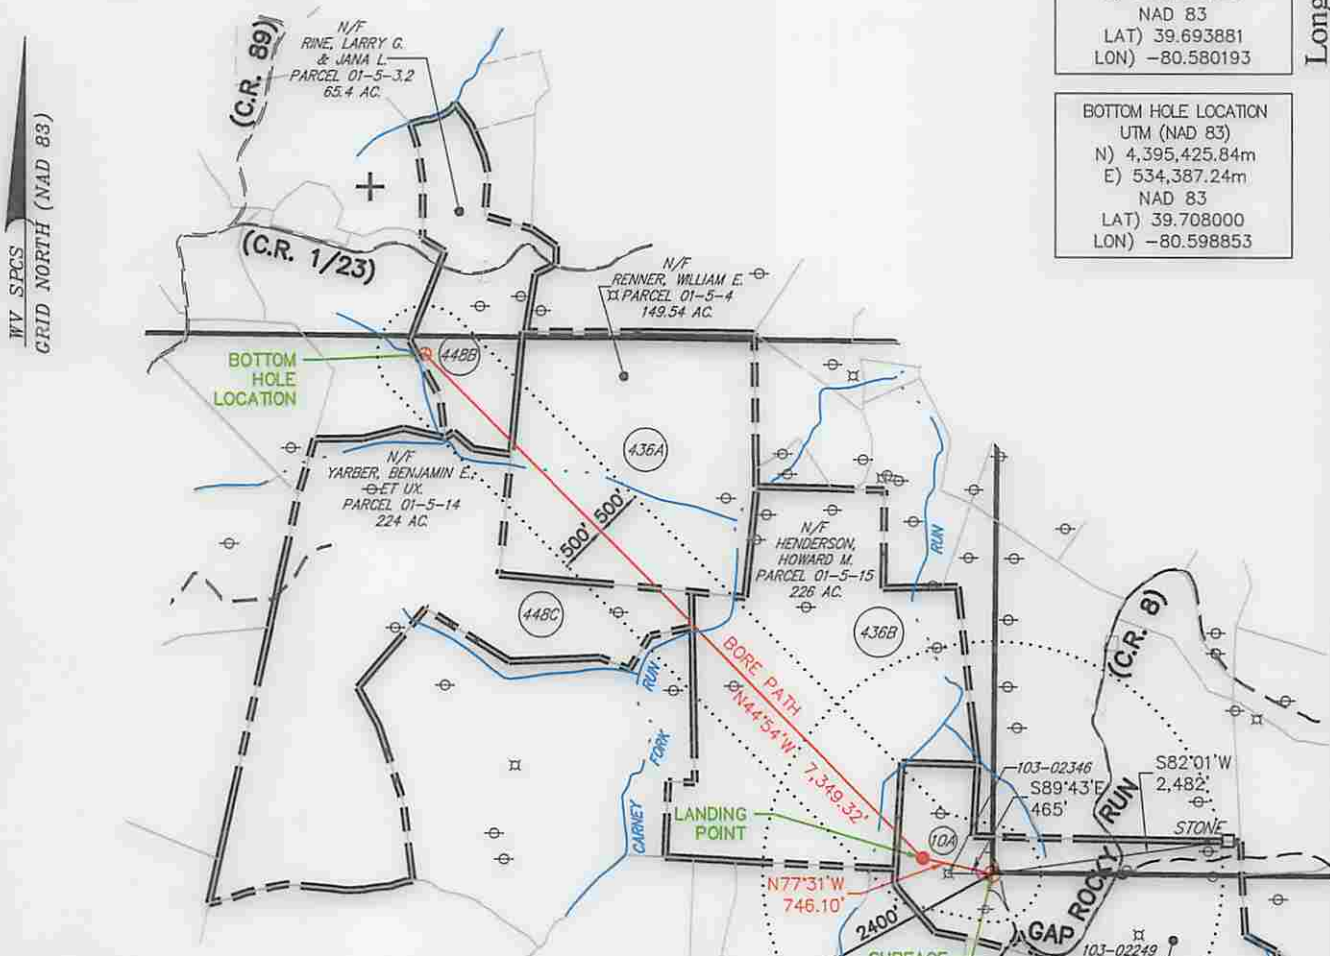 (C.R. 89)
N/F
RINE, LARRY G.
& JANA L.
PARCEL 01-5-3.2
65.4 AC.
NAD 83
LAT) 39.693881
LON) -80.580193
Long
BOTTOM HOLE LOCATION
UTM (NAD 83)
N) 4,395,425.84m
E) 534,387.24m
NAD 83
LAT) 39.708000
LON) -80.598853
WV SPCS
GRID NORTH (NAD 83)
(C.R. 1/23)
N/F
RENNER, WILLIAM E.
PARCEL 01-5-4
149.54 AC.
BOTTOM
HOLE
LOCATION
448B
436A
N/F
YARBER, BENJAMIN E.
ET UX.
PARCEL 01-5-14
224 AC.
500' 500'
N/F
HENDERSON,
HOWARD M.
PARCEL 01-5-15
226 AC.
RUN
448C
436B
(C.R. 8)
BORE PATH
N44°54'W 7,349.32'
CARNEY FORK RUN
103-02346
S89°43'E
465'
S82°01'W
2,482'
STONE
LANDING
POINT
10A
N77°31'W
746.10'
2400'
GAP ROCKY RUN
103-02249
SURFACE